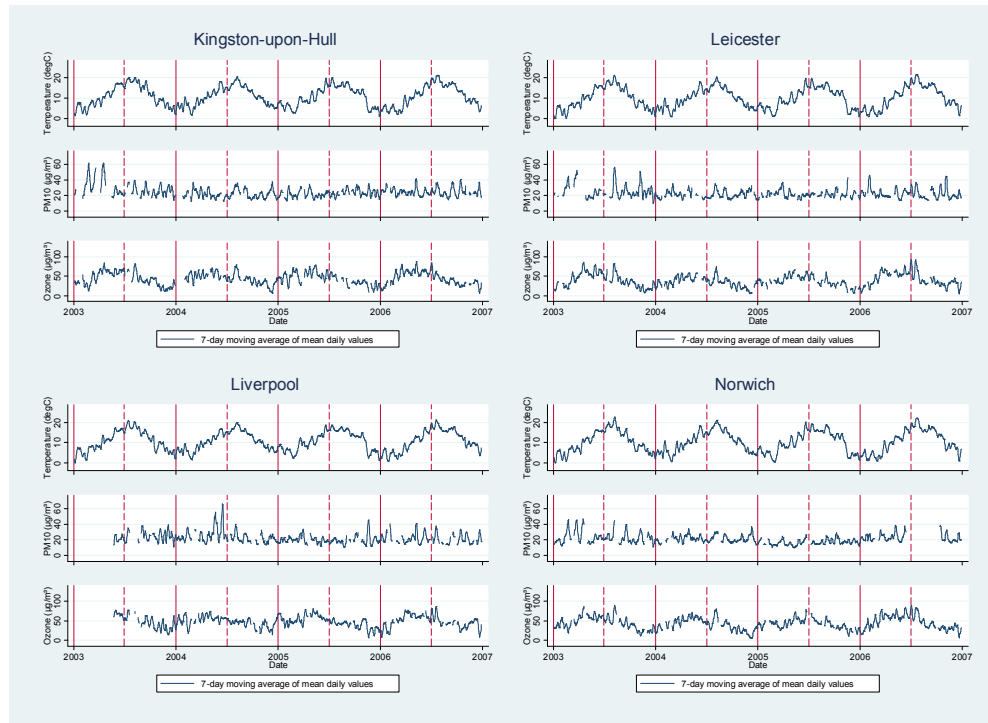 Kingston-upon-Hull
Temperature (degC)
0 10 20
PM10 (µg/m³)
0 20 40 60
Ozone (µg/m³)
0 50 100
2003 2004 2005 2006 2007
Date
7-day moving average of mean daily values
Leicester
Temperature (degC)
0 10 20
PM10 (µg/m³)
0 20 40 60
Ozone (µg/m³)
0 50 100
2003 2004 2005 2006 2007
Date
7-day moving average of mean daily values
Liverpool
Temperature (degC)
0 10 20
PM10 (µg/m³)
0 20 40 60
Ozone (µg/m³)
0 50 100
2003 2004 2005 2006 2007
Date
7-day moving average of mean daily values
Norwich
Temperature (degC)
0 10 20
PM10 (µg/m³)
0 20 40 60
Ozone (µg/m³)
0 50 100
2003 2004 2005 2006 2007
Date
7-day moving average of mean daily values